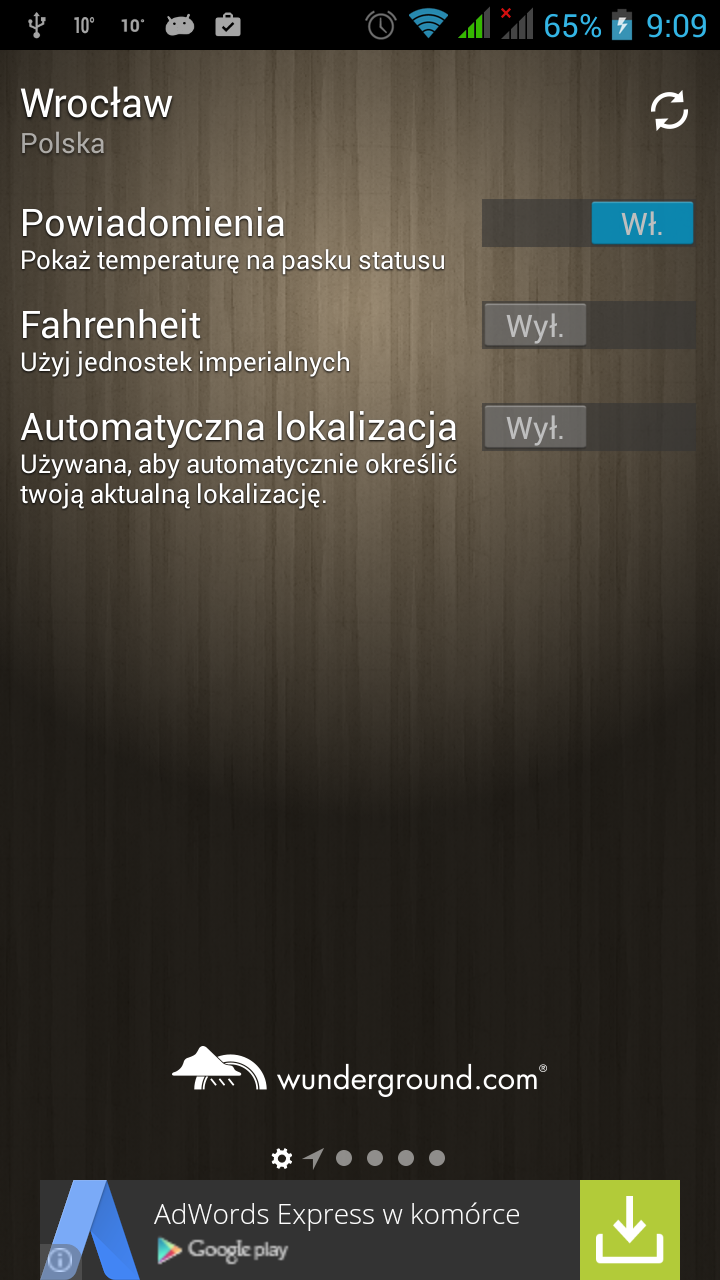 10° 10° 65% 9:09
Wrocław
Polska
Powiadomienia Wł.
Pokaż temperaturę na pasku statusu
Fahrenheit Wył.
Użyj jednostek imperialnych
Automatyczna lokalizacja Wył.
Używana, aby automatycznie określić
twoją aktualną lokalizację.
wunderground.com®
AdWords Express w komórce
Google play